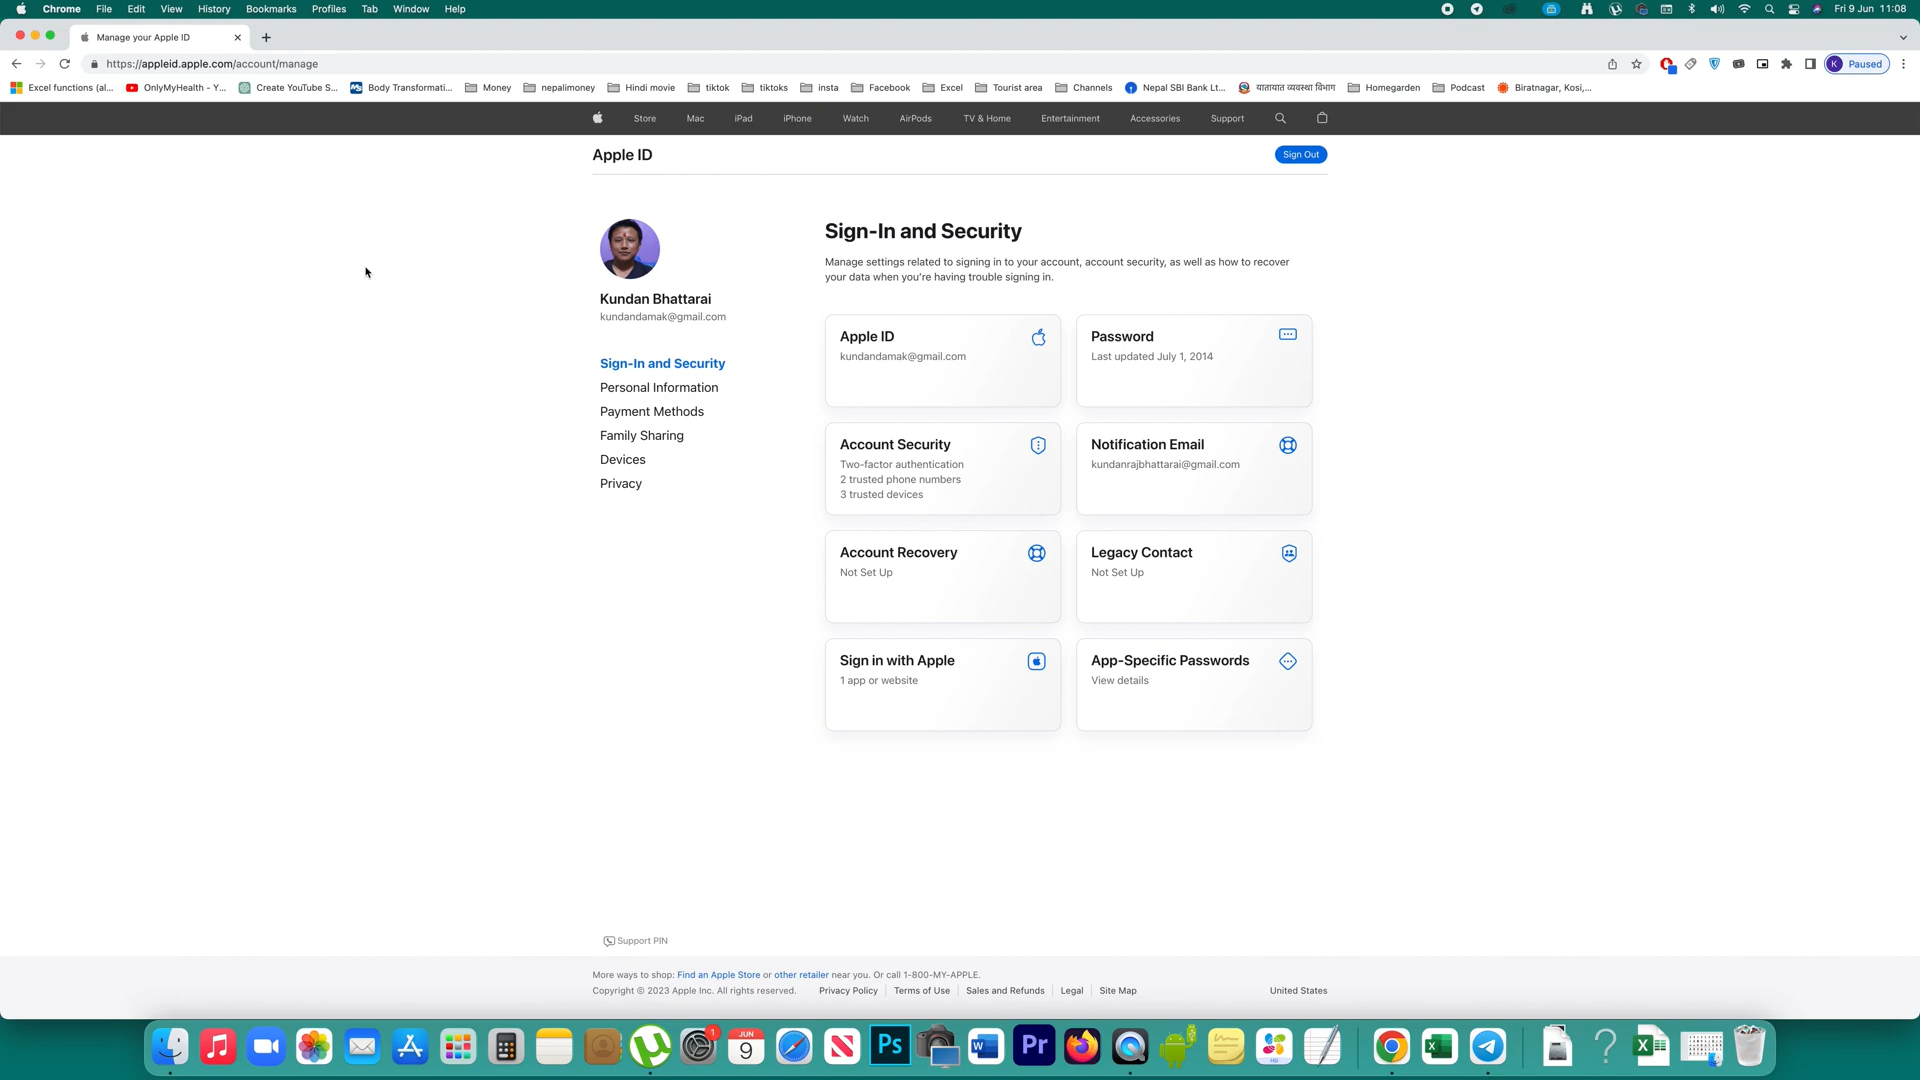 Chrome File Edit View History Bookmarks Profiles Tab Window Help Fri 9 Jun 11:08
Manage your Apple ID
https://appleid.apple.com/account/manage Paused
Excel functions (al... OnlyMyHealth - Y... Create YouTube S... Body Transformati... Money nepalimoney Hindi movie tiktok tiktoks insta Facebook Excel Tourist area Channels Nepal SBI Bank Lt... यातायात व्यवस्था विभाग Homegarden Podcast Biratnagar, Kosi,...
Store Mac iPad iPhone Watch AirPods TV & Home Entertainment Accessories Support
Apple ID Sign Out
Sign-In and Security
Manage settings related to signing in to your account, account security, as well as how to recover
your data when you're having trouble signing in.
Kundan Bhattarai
kundandamak@gmail.com
Sign-In and Security
Personal Information
Payment Methods
Family Sharing
Devices
Privacy
Apple ID
kundandamak@gmail.com
Password
Last updated July 1, 2014
Account Security
Two-factor authentication
2 trusted phone numbers
3 trusted devices
Notification Email
kundanrajbhattarai@gmail.com
Account Recovery
Not Set Up
Legacy Contact
Not Set Up
Sign in with Apple
1 app or website
App-Specific Passwords
View details
Support PIN
More ways to shop: Find an Apple Store or other retailer near you. Or call 1-800-MY-APPLE.
Copyright © 2023 Apple Inc. All rights reserved. Privacy Policy Terms of Use Sales and Refunds Legal Site Map United States
1
JUN
9
Ps
W
Pr
X
X